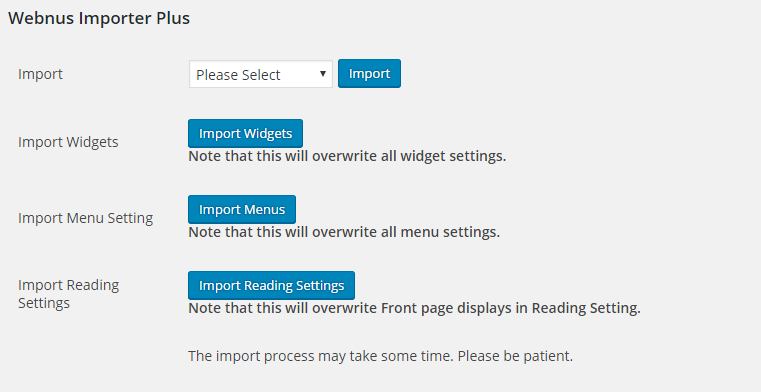 Webnus Importer Plus
Import
Please Select
Import
Import Widgets
Import Widgets
Note that this will overwrite all widget settings.
Import Menu Setting
Import Menus
Note that this will overwrite all menu settings.
Import Reading
Settings
Import Reading Settings
Note that this will overwrite Front page displays in Reading Setting.
The import process may take some time. Please be patient.